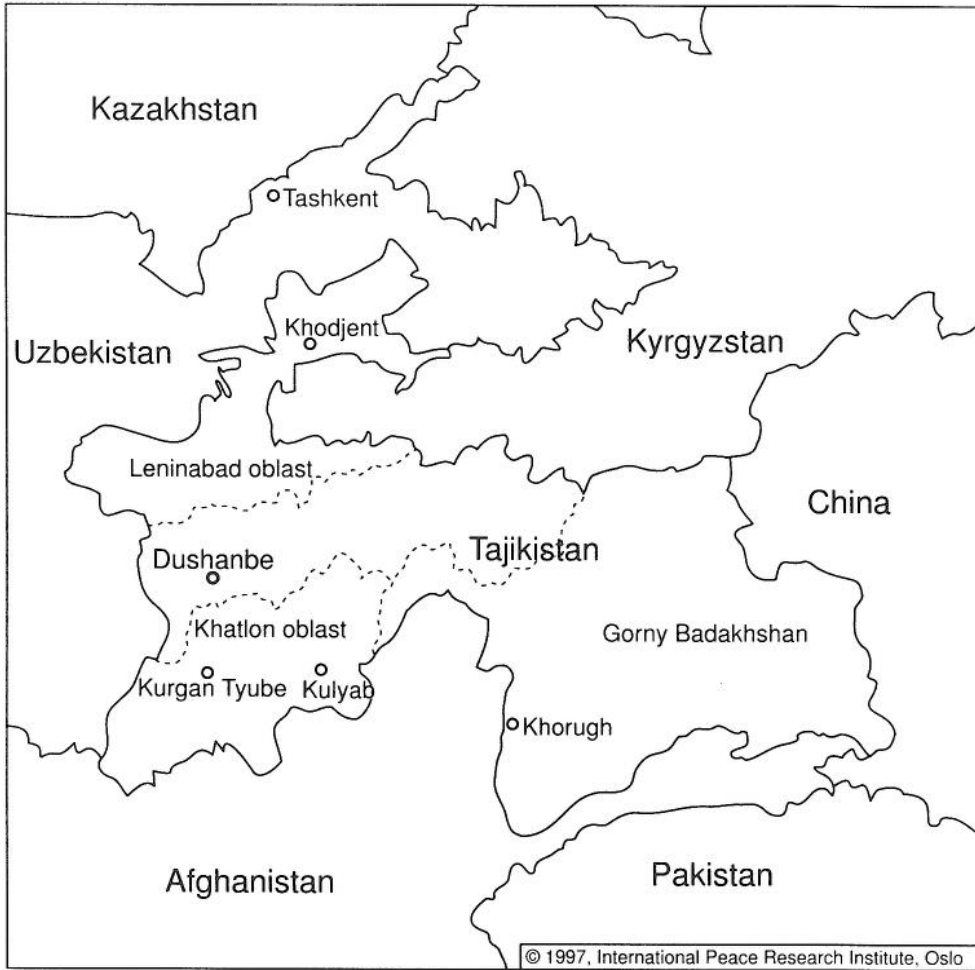 Kazakhstan
Tashkent
Khodjent
Uzbekistan
Kyrgyzstan
Leninabad oblast
China
Tajikistan
Dushanbe
Khatlon oblast
Gorny Badakhshan
Kurgan Tyube
Kulyab
Khorugh
Afghanistan
Pakistan
© 1997, International Peace Research Institute, Oslo